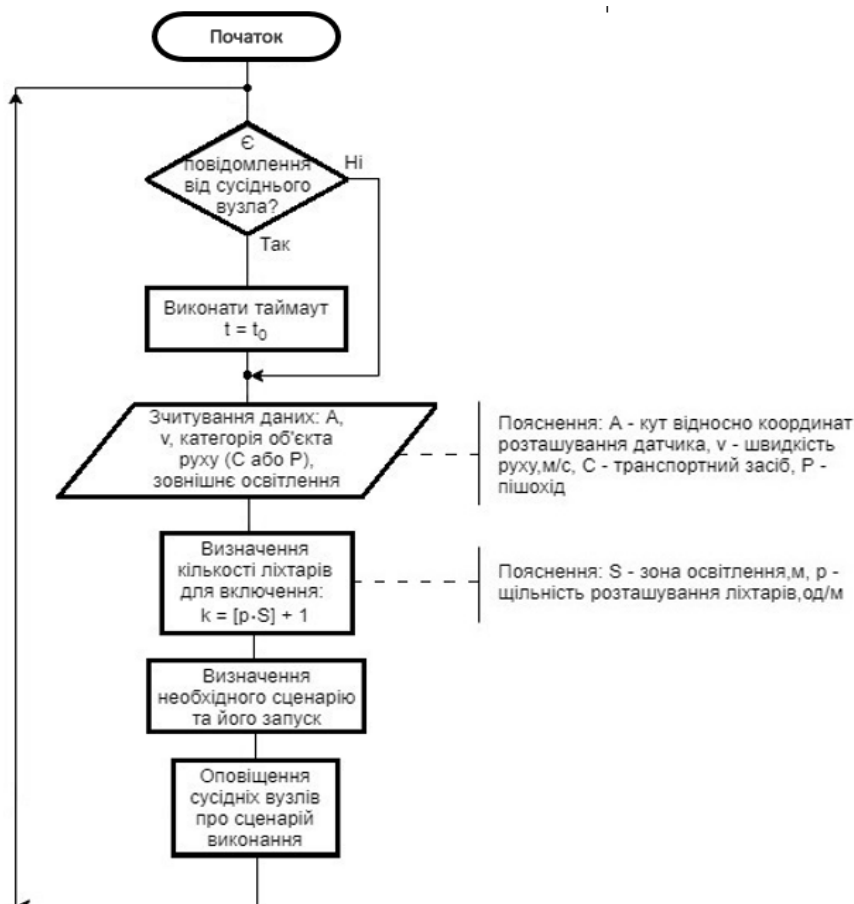 Початок
Є
повідомлення
від сусіднього
вузла?
Ні
Так
Виконати таймаут
t = t₀
Зчитування даних: A,
v, категорія об'єкта
руху (C або P),
зовнішнє освітлення
Пояснення: A - кут відносно координат
розташування датчика, v - швидкість
руху,м/с, C - транспортний засіб, P -
пішохід
Визначення
кількості ліхтарів
для включення:
k = [p·S] + 1
Пояснення: S - зона освітлення,м, p -
щільність розташування ліхтарів,од/м
Визначення
необхідного сценарію
та його запуск
Оповіщення
сусідніх вузлів
про сценарій
виконання